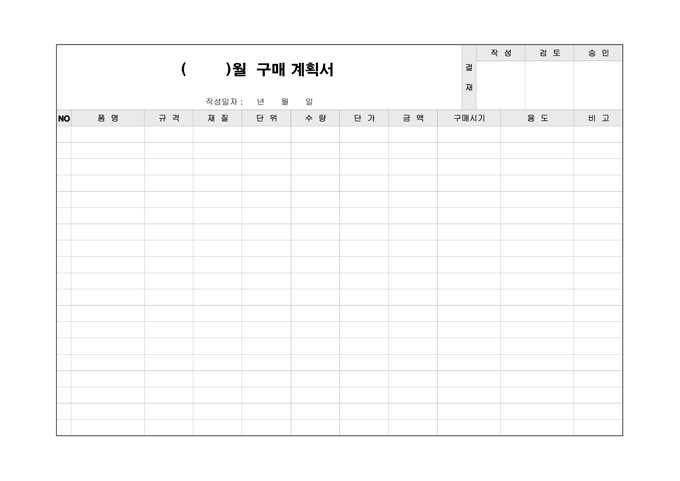 작 성 검 토 승 인
(        )월 구매 계획서
결
재
작성일자 :    년    월    일
NO 품 명 규 격 재 질 단 위 수 량 단 가 금 액 구매시기 용 도 비 고